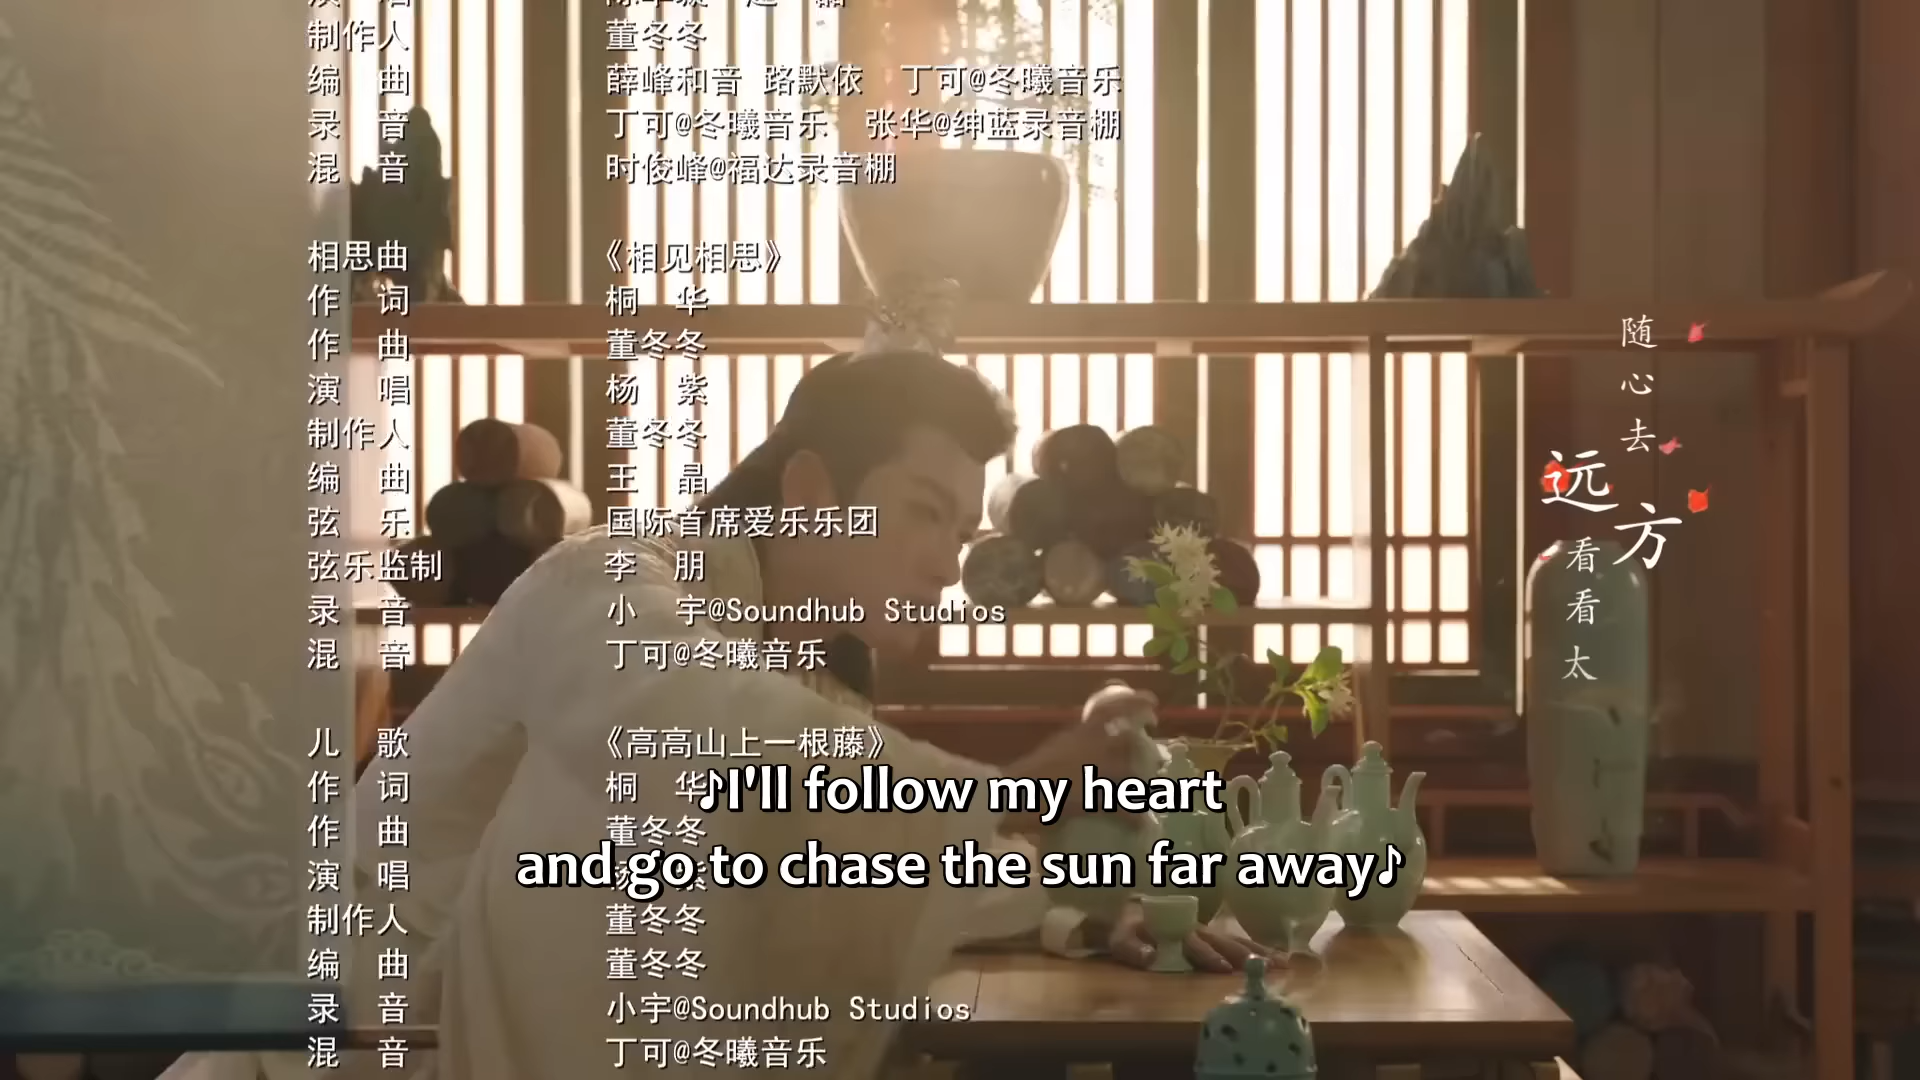 制作人 董冬冬
编 曲 薛峰和音 路默依 丁可@冬曦音乐
录 音 丁可@冬曦音乐 张华@绅蓝录音棚
混 音 时俊峰@福达录音棚
相思曲 《相见相思》
作 词 桐 华
作 曲 董冬冬
演 唱 杨 紫
制作人 董冬冬
编 曲 王 晶
弦 乐 国际首席爱乐乐团
弦乐监制 李 朋
录 音 小 宇@Soundhub Studios
混 音 丁可@冬曦音乐
儿 歌 《高高山上一根藤》
作 词 桐 华
作 曲 董冬冬
演 唱 杨 紫
制作人 董冬冬
编 曲 董冬冬
录 音 小宇@Soundhub Studios
混 音 丁可@冬曦音乐
随心去
远方
看看太
♪I'll follow my heart
and go to chase the sun far away♪